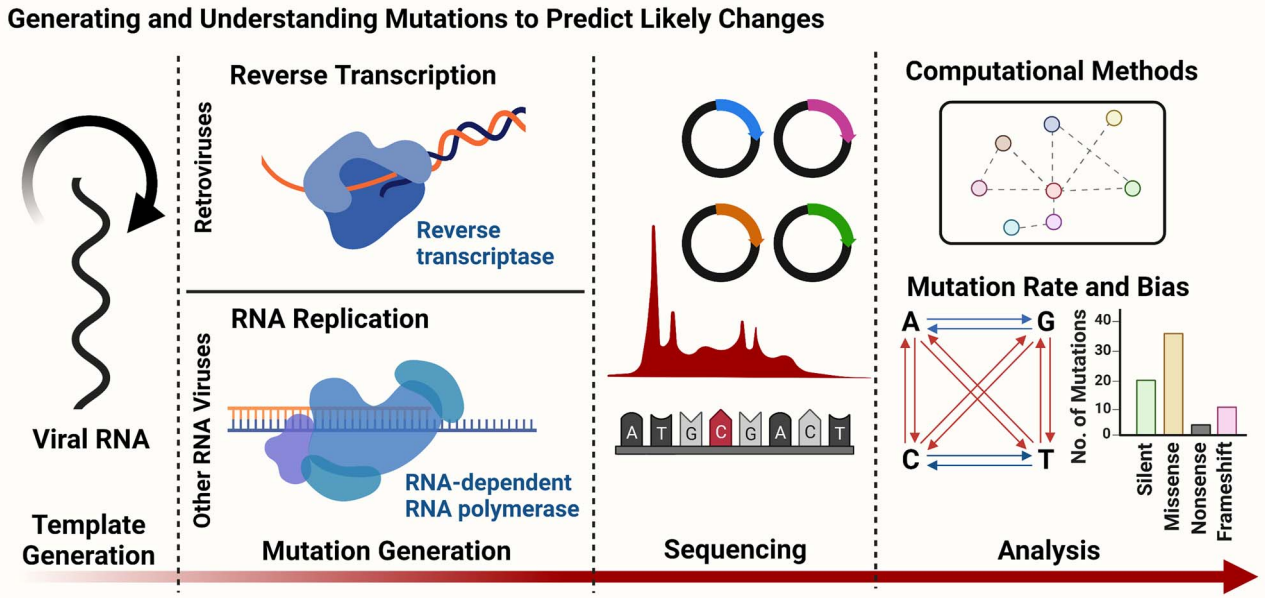 Generating and Understanding Mutations to Predict Likely Changes
Viral RNA
Template
Generation
Reverse Transcription
Retroviruses
Reverse
transcriptase
RNA Replication
Other RNA Viruses
RNA-dependent
RNA polymerase
Mutation Generation
A T G C G A C T
Sequencing
Computational Methods
Mutation Rate and Bias
A G
C T
No. of Mutations
40
30
20
10
0
Silent
Missense
Nonsense
Frameshift
Analysis